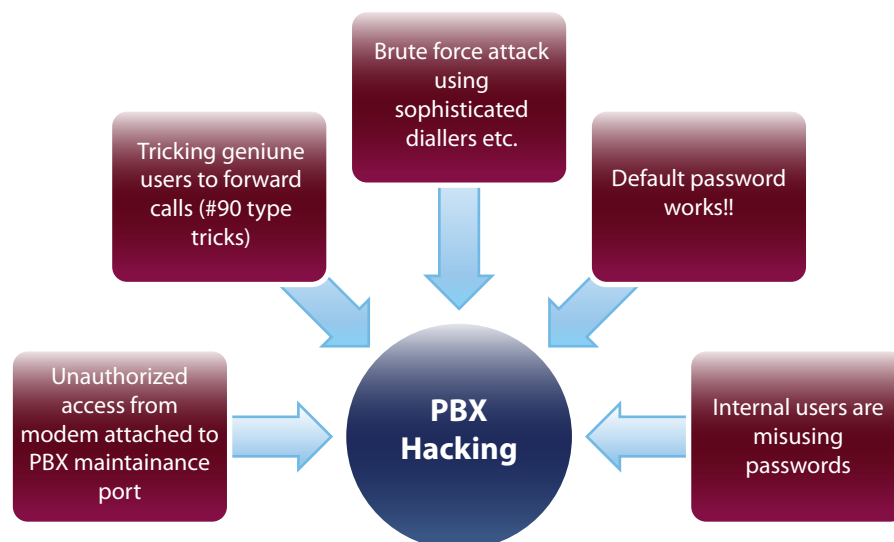 Brute force attack
using
sophisticated
diallers etc.
Tricking geniune
users to forward
calls (#90 type
tricks)
Default password
works!!
Unauthorized
access from
modem attached to
PBX maintainance
port
PBX
Hacking
Internal users are
misusing
passwords